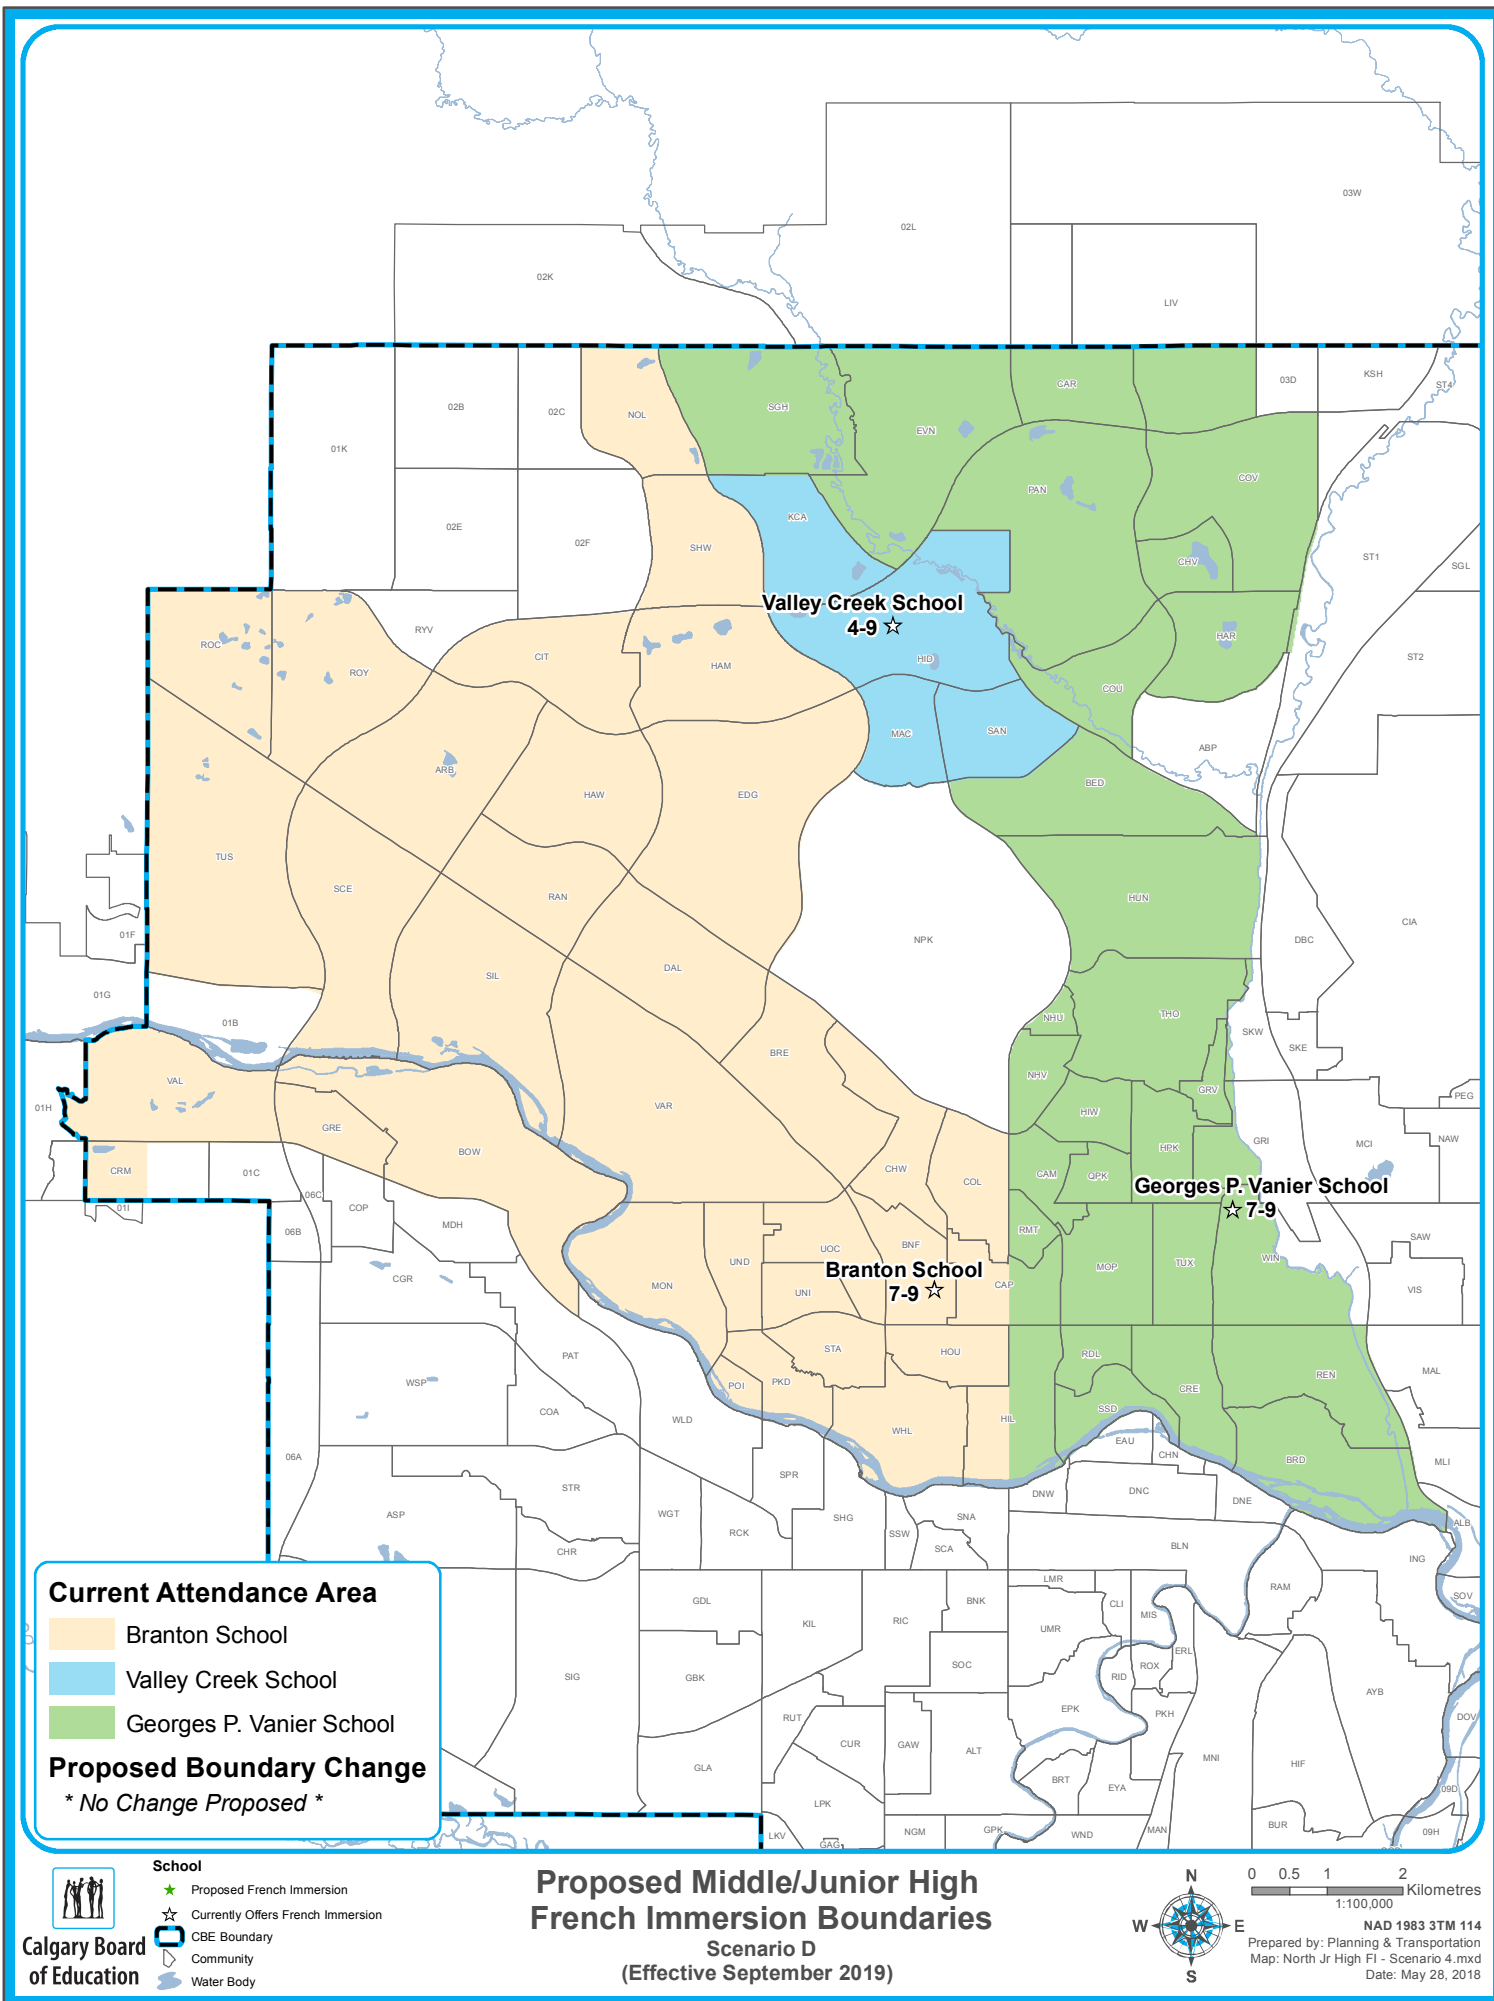 03W
02L
02K
LIV
03D
KSH
ST4
CAR
02B
02C
NOL
SGH
EVN
01K
COV
PAN
KCA
02E
02F
SHW
CHV
ST1
SGL
Valley Creek School
4-9
RYV
HAR
ROC
CIT
HAM
HID
ST2
ROY
COU
MAC
SAN
ABP
ARB
BED
HAW
EDG
TUS
SCE
RAN
HUN
CIA
01F
NPK
DBC
DAL
SIL
01G
01B
NHU
THO
SKW
SKE
BRE
VAL
NHV
GRV
PEG
01H
VAR
HIW
GRE
GRI
MCI
NAW
BOW
HPK
CRM
01C
CHW
COL
CAM
QPK
Georges P. Vanier School
7-9
06C
01I
COP
MDH
06B
RMT
SAW
UOC
BNF
UND
WIN
TUX
MOP
CGR
Branton School
7-9
MON
UNI
CAP
VIS
STA
HOU
RDL
PAT
REN
MAL
WSP
POI
PKD
CRE
COA
WLD
WHL
HIL
SSD
EAU
CHN
06A
BRD
MLI
SPR
STR
DNW
DNC
DNE
ASP
WGT
RCK
SHG
SSW
SNA
ALB
CHR
SCA
BLN
ING
LMR
RAM
SOV
GDL
KIL
RIC
BNK
CLI
MIS
UMR
ERL
SIG
GBK
SOC
RID
ROX
AYB
RUT
CUR
GAW
ALT
EPK
PKH
DOV
GLA
MNI
HIF
BRT
EYA
09D
LPK
NGM
GPK
WND
MAN
BUR
09H
LKV
GAG
Current Attendance Area
Branton School
Valley Creek School
Georges P. Vanier School
Proposed Boundary Change
* No Change Proposed *
Calgary Board
of Education
School
Proposed French Immersion
Currently Offers French Immersion
CBE Boundary
Community
Water Body
Proposed Middle/Junior High
French Immersion Boundaries
Scenario D
(Effective September 2019)
N
W
E
S
0 0.5 1 2
Kilometres
1:100,000
NAD 1983 3TM 114
Prepared by: Planning & Transportation
Map: North Jr High FI - Scenario 4.mxd
Date: May 28, 2018